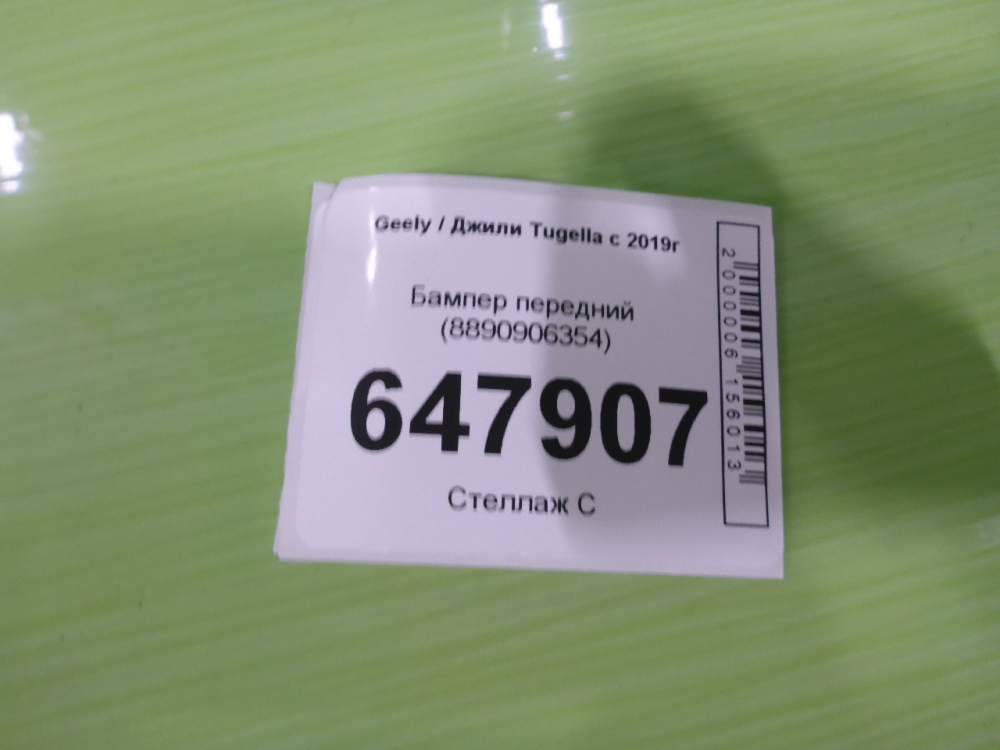 Geely / Джили Tugella с 2019г
Бампер передний
(8890906354)
647907
Стеллаж С
2000006156013